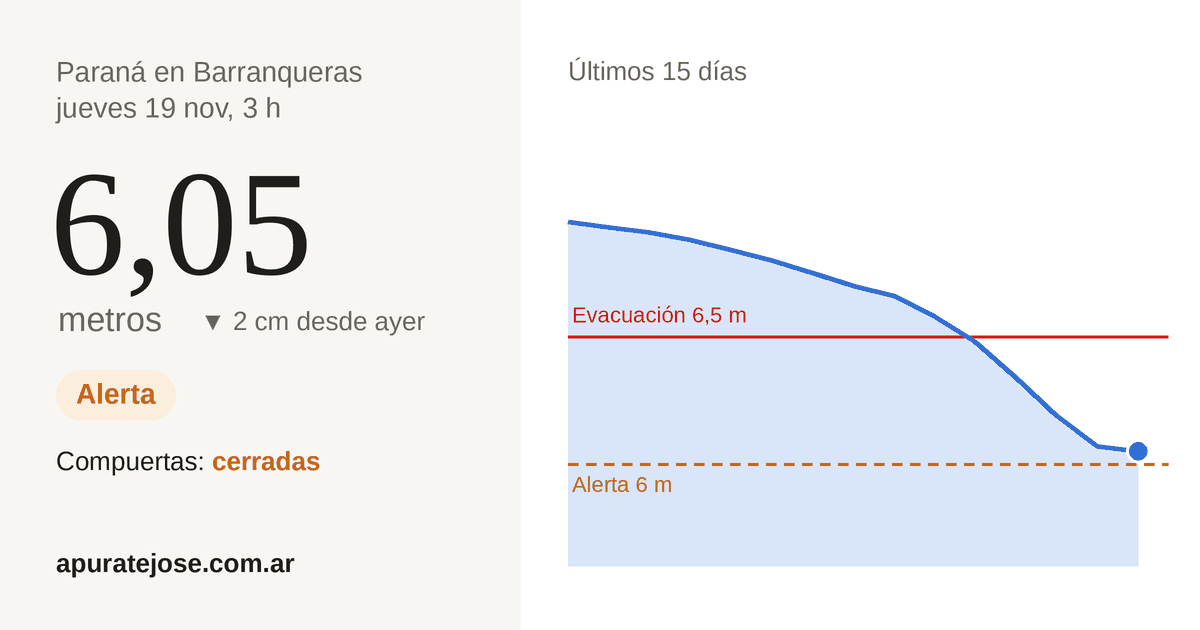 Paraná en Barranqueras
jueves 19 nov, 3 h
6,05
metros ▼ 2 cm desde ayer
Alerta
Compuertas: cerradas
apuratejose.com.ar
Últimos 15 días
Evacuación 6,5 m
Alerta 6 m